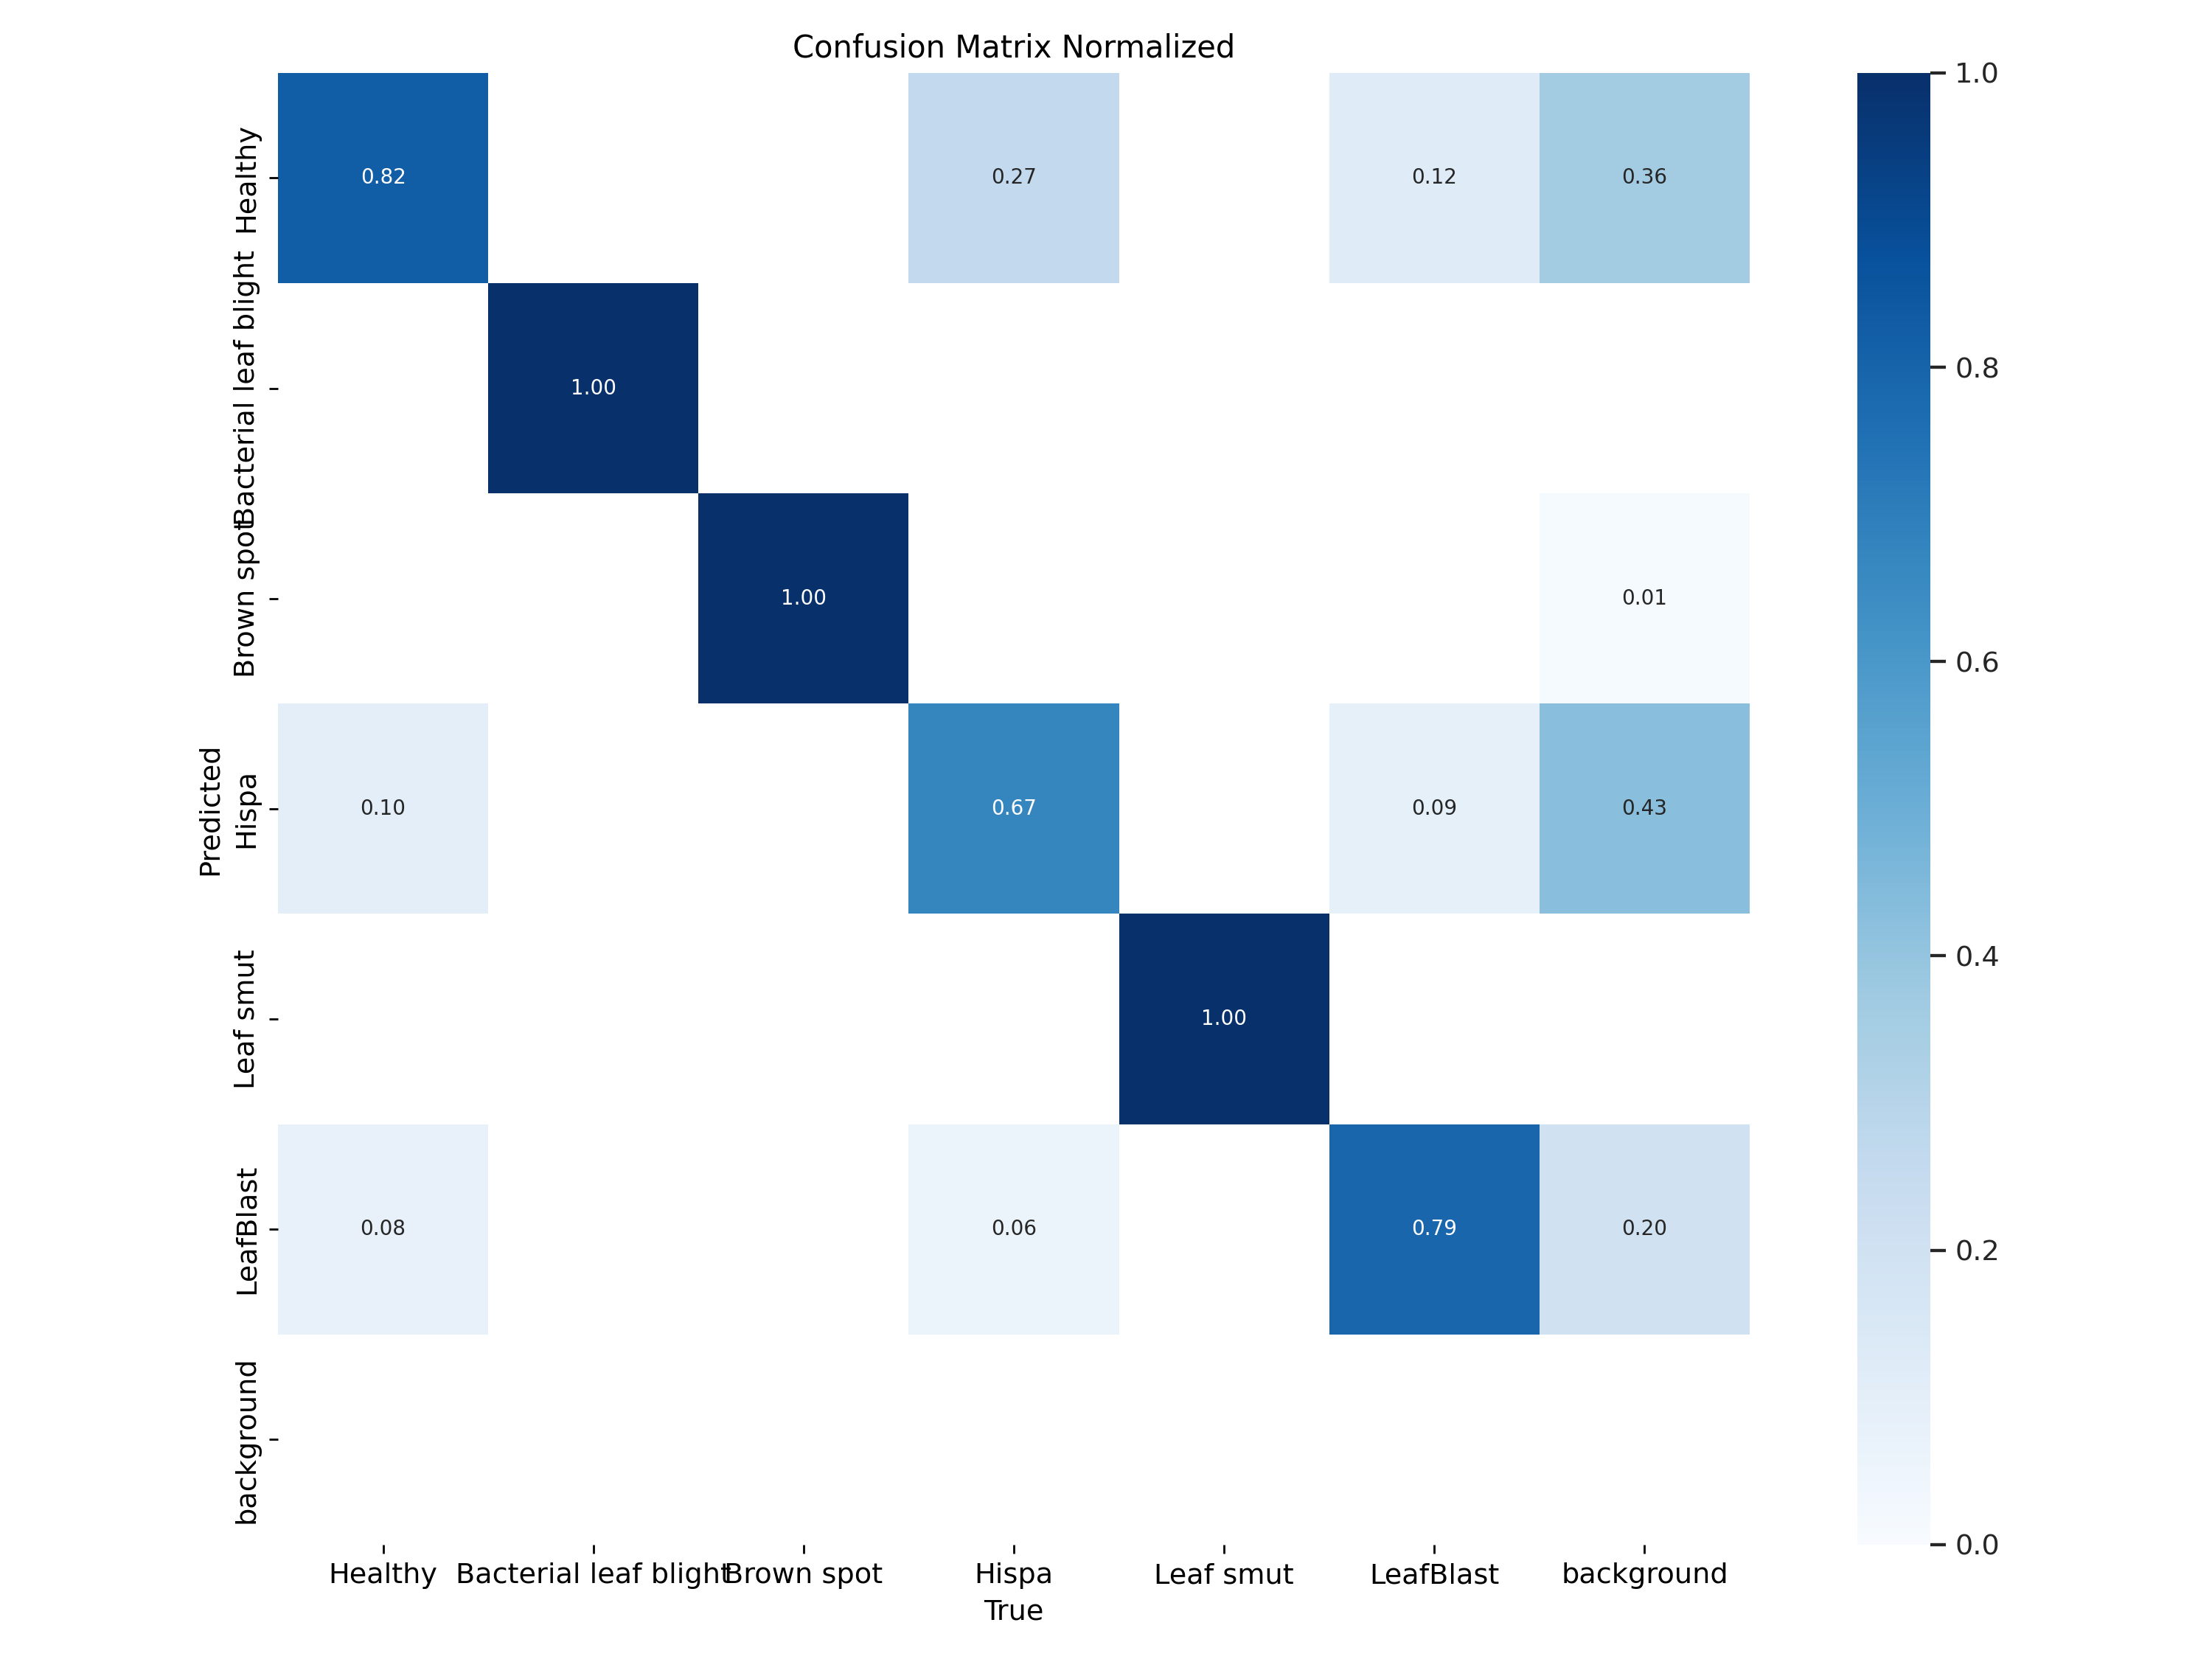 Confusion Matrix Normalized
Predicted
Healthy
Bacterial leaf blight
Brown spot
Hispa
Leaf smut
LeafBlast
background
0.82
0.27
0.12
0.36
1.00
1.00
0.01
0.10
0.67
0.09
0.43
1.00
0.08
0.06
0.79
0.20
Healthy
Bacterial leaf blight
Brown spot
Hispa
Leaf smut
LeafBlast
background
True
1.0
0.8
0.6
0.4
0.2
0.0